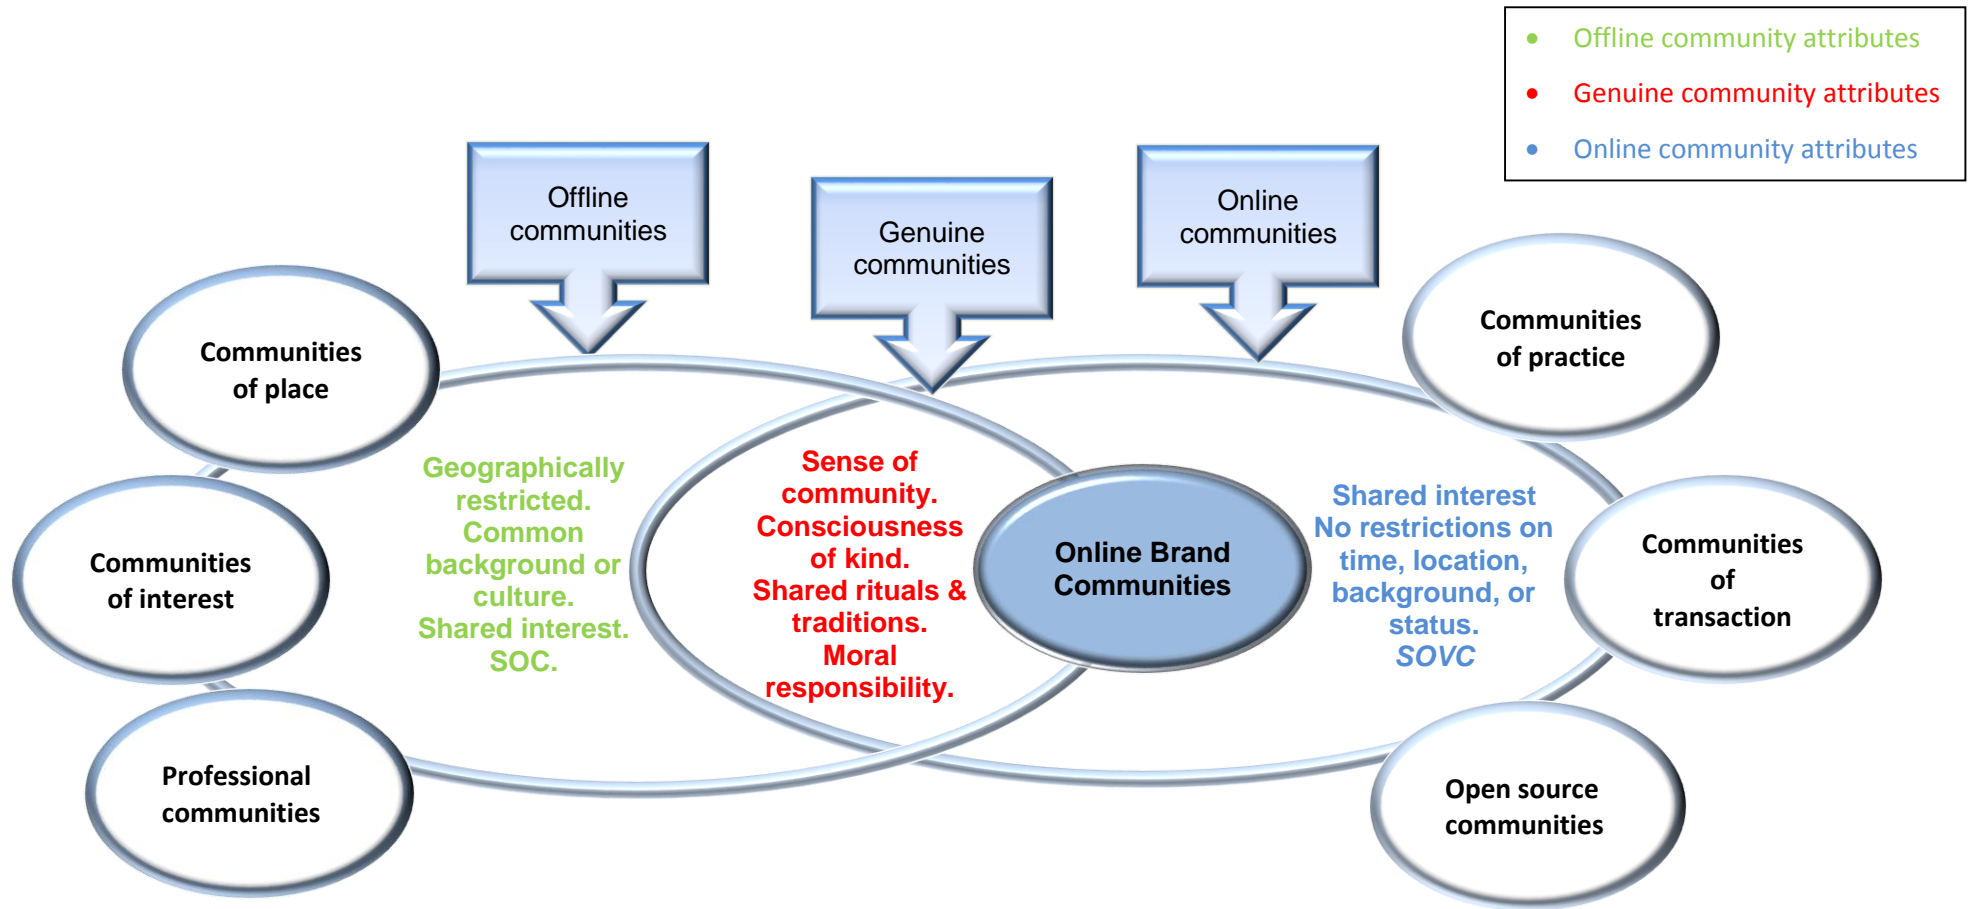 • Offline community attributes
• Genuine community attributes
• Online community attributes
Offline
communities
Genuine
communities
Online
communities
Communities
of place
Communities
of practice
Communities
of interest
Geographically
restricted.
Common
background or
culture.
Shared interest.
SOC.
Sense of
community.
Consciousness
of kind.
Shared rituals &
traditions.
Moral
responsibility.
Online Brand
Communities
Shared interest
No restrictions on
time, location,
background, or
status.
SOVC
Communities
of
transaction
Professional
communities
Open source
communities